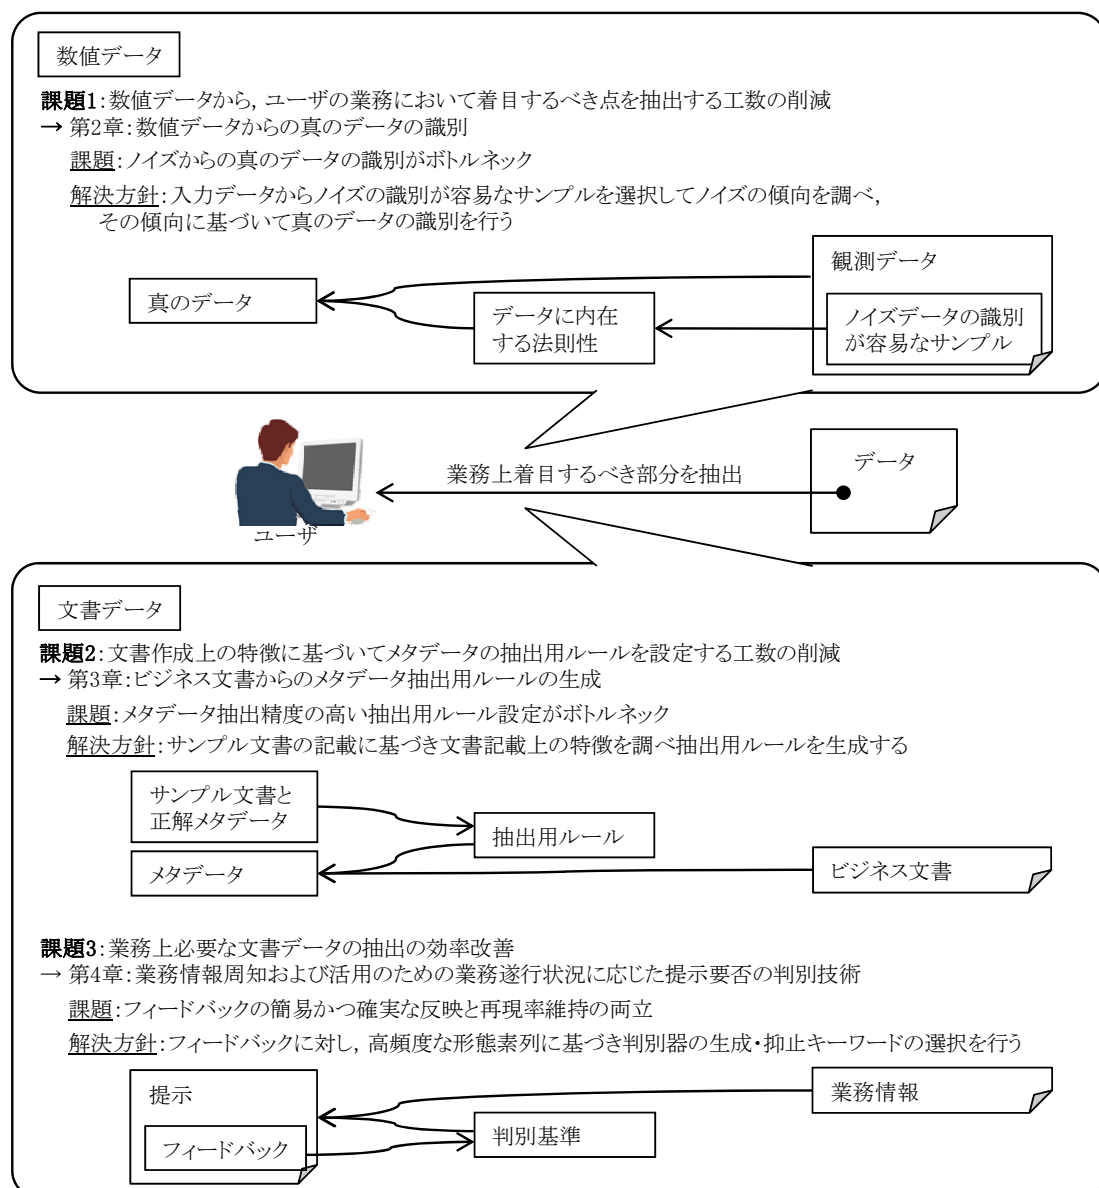 数値データ
課題1：数値データから，ユーザの業務において着目するべき点を抽出する工数の削減
→ 第2章：数値データからの真のデータの識別
課題：ノイズからの真のデータの識別がボトルネック
解決方針：入力データからノイズの識別が容易なサンプルを選択してノイズの傾向を調べ，
その傾向に基づいて真のデータの識別を行う
観測データ
真のデータ
データに内在
する法則性
ノイズデータの識別
が容易なサンプル
業務上着目するべき部分を抽出
データ
ユーザ
文書データ
課題2：文書作成上の特徴に基づいてメタデータの抽出用ルールを設定する工数の削減
→ 第3章：ビジネス文書からのメタデータ抽出用ルールの生成
課題：メタデータ抽出精度の高い抽出用ルール設定がボトルネック
解決方針：サンプル文書の記載に基づき文書記載上の特徴を調べ抽出用ルールを生成する
サンプル文書と
正解メタデータ
抽出用ルール
メタデータ
ビジネス文書
課題3：業務上必要な文書データの抽出の効率改善
→ 第4章：業務情報周知および活用のための業務遂行状況に応じた提示要否の判別技術
課題：フィードバックの簡易かつ確実な反映と再現率維持の両立
解決方針：フィードバックに対し，高頻度な形態素列に基づき判別器の生成・抑止キーワードの選択を行う
提示
業務情報
フィードバック
判別基準